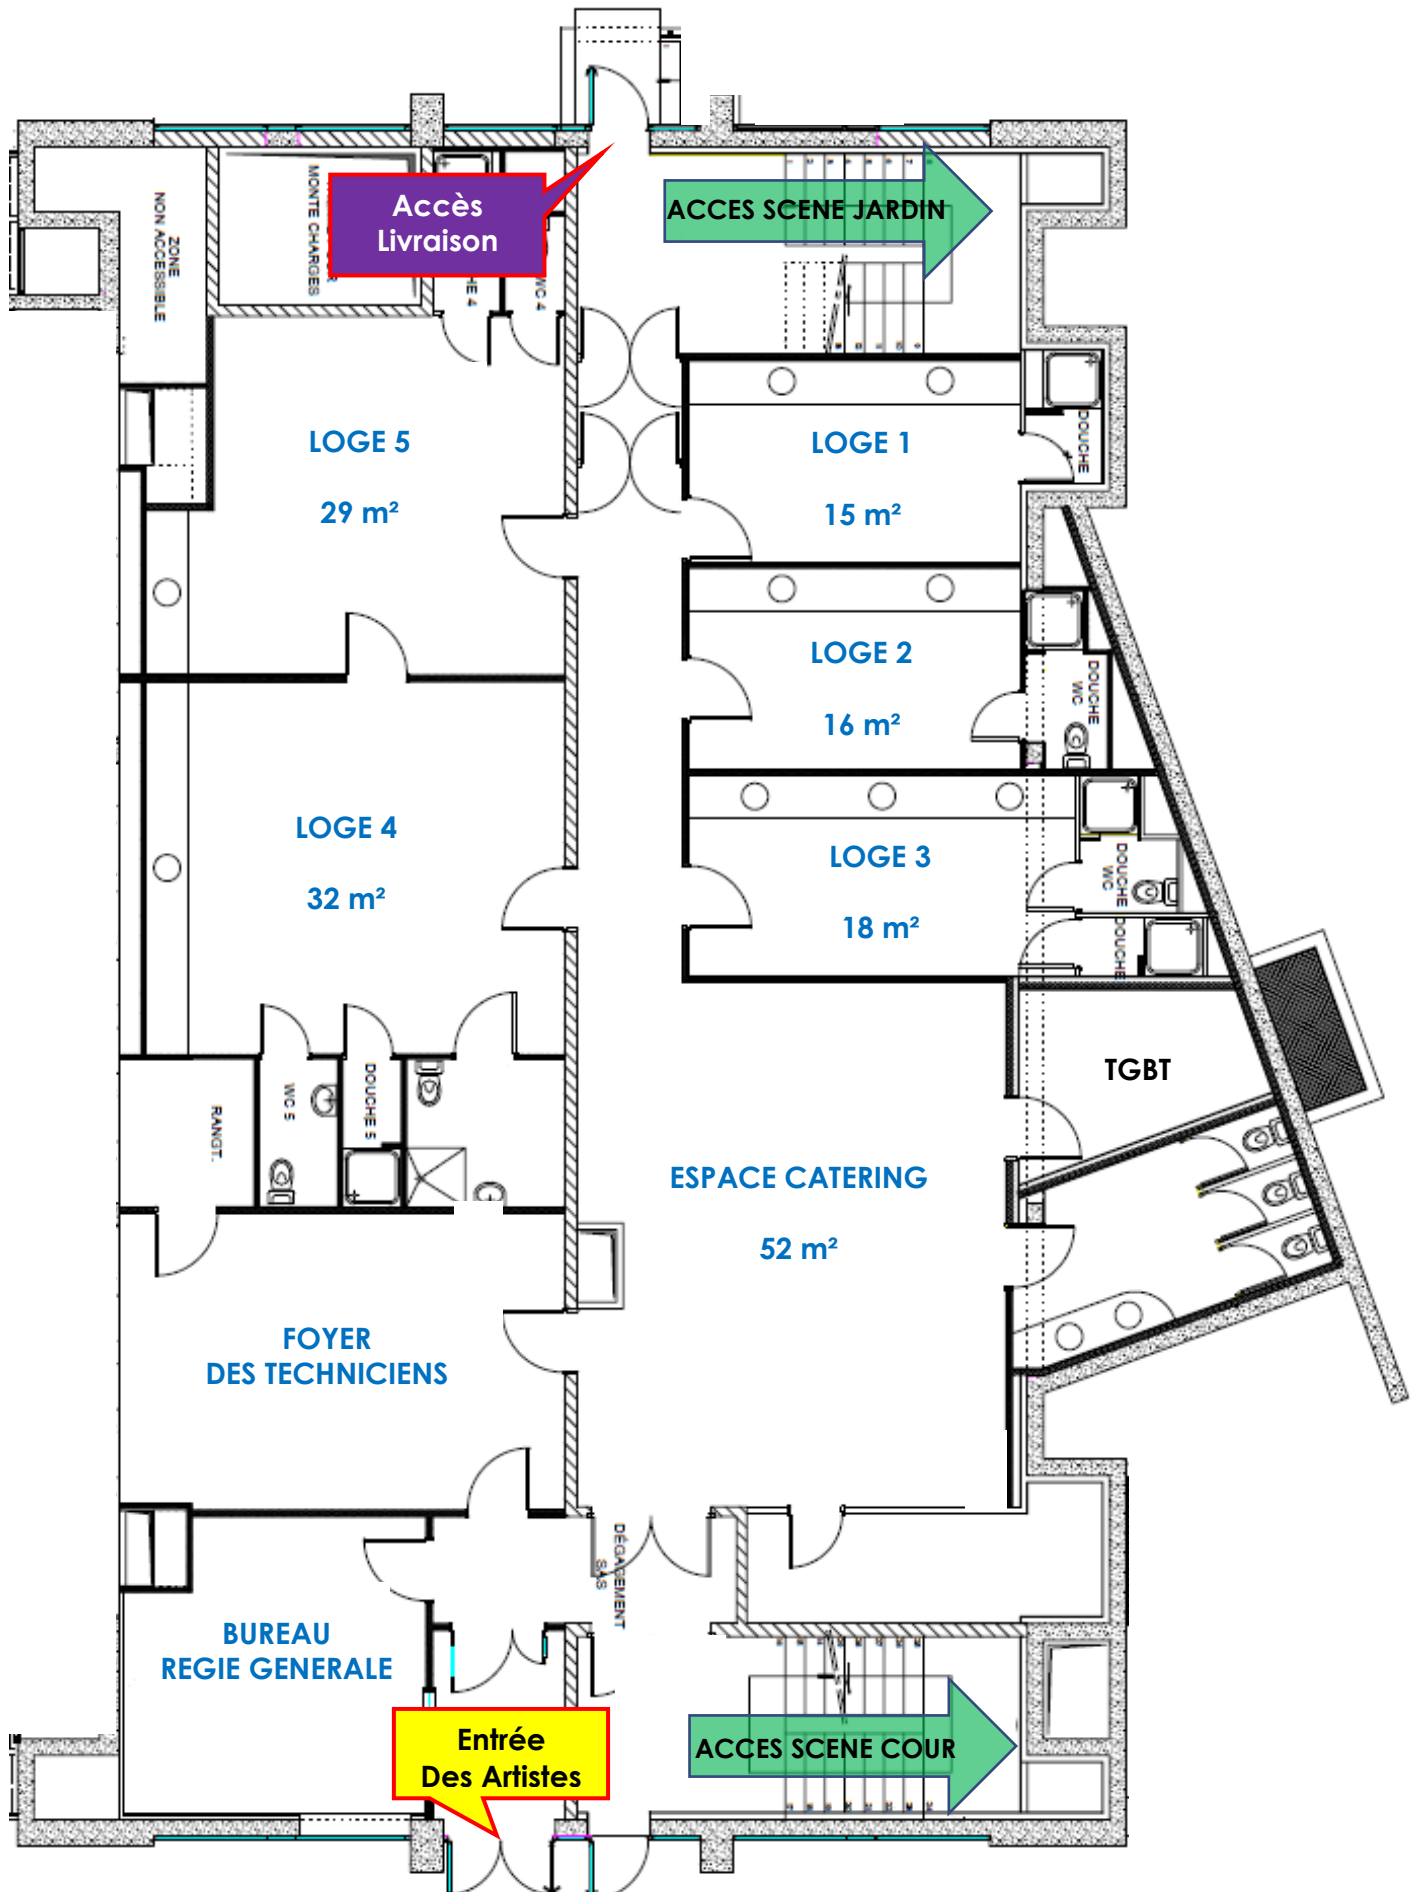 Accès
Livraison
ACCES SCENE JARDIN
ZONE
NON ACCESSIBLE
MONTE CHARGES
WC 4
LOGE 5
29 m²
LOGE 1
15 m²
DOUCHE
LOGE 2
16 m²
DOUCHE
WC
LOGE 4
32 m²
LOGE 3
18 m²
DOUCHE
WC
DOUCHE
TGBT
RANGT.
WC 5
DOUCHE 5
ESPACE CATERING
52 m²
FOYER
DES TECHNICIENS
DÉGAGEMENT
SAS
BUREAU
REGIE GENERALE
Entrée
Des Artistes
ACCES SCENE COUR